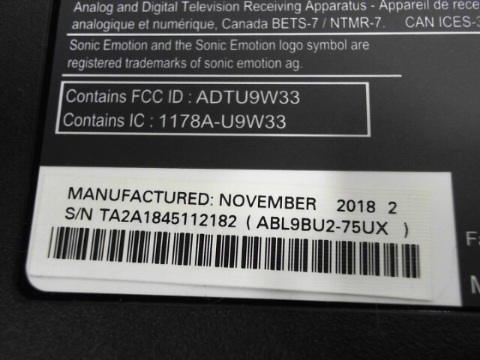 Analog and Digital Television Receiving Apparatus - Appareil de rece
analogique et numérique, Canada BETS-7 / NTMR-7. CAN ICES-3
Sonic Emotion and the Sonic Emotion logo symbol are
registered trademarks of sonic emotion ag.
Contains FCC ID : ADTU9W33
Contains IC : 1178A-U9W33
MANUFACTURED: NOVEMBER 2018 2
S/N TA2A1845112182 ( ABL9BU2-75UX )
Fa
M